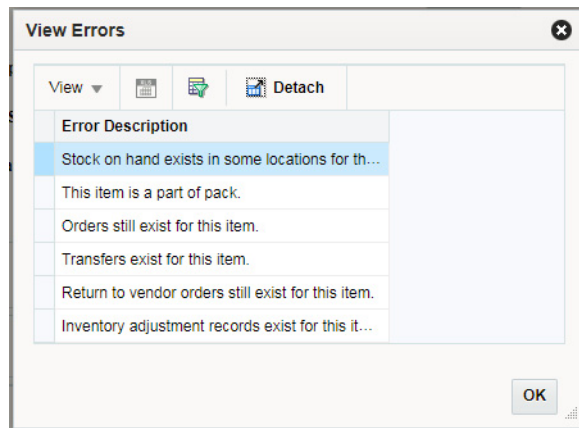 View Errors
View
Detach
Error Description
Stock on hand exists in some locations for th...
This item is a part of pack.
Orders still exist for this item.
Transfers exist for this item.
Return to vendor orders still exist for this item.
Inventory adjustment records exist for this it...
OK